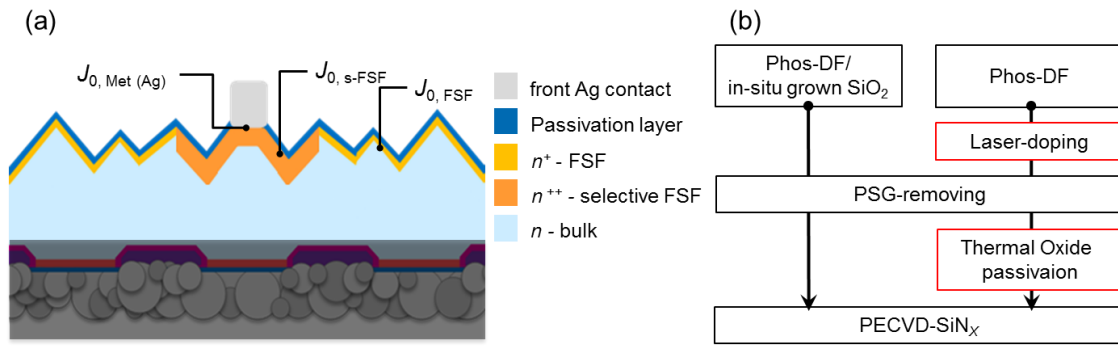 (a)
J0, Met (Ag)
J0, s-FSF
J0, FSF
front Ag contact
Passivation layer
n+ - FSF
n++ - selective FSF
n - bulk
(b)
Phos-DF/
in-situ grown SiO2
Phos-DF
Laser-doping
PSG-removing
Thermal Oxide
passivaion
PECVD-SiNX